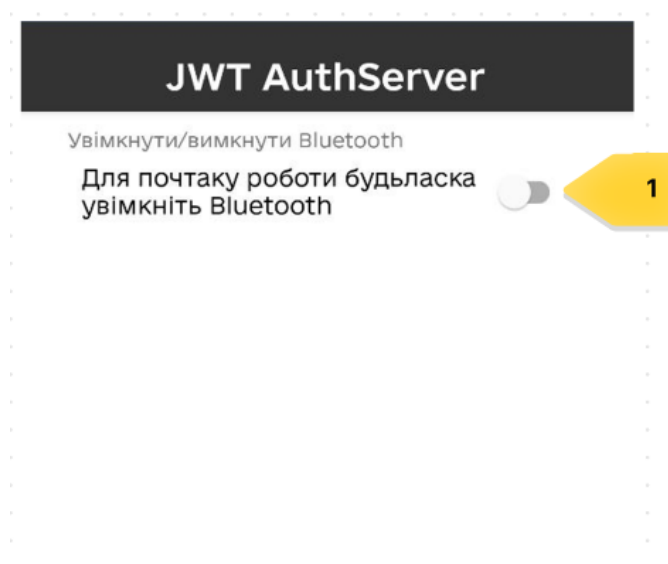 JWT AuthServer
Увімкнути/вимкнути Bluetooth
Для почтаку роботи будьласка
увімкніть Bluetooth
1